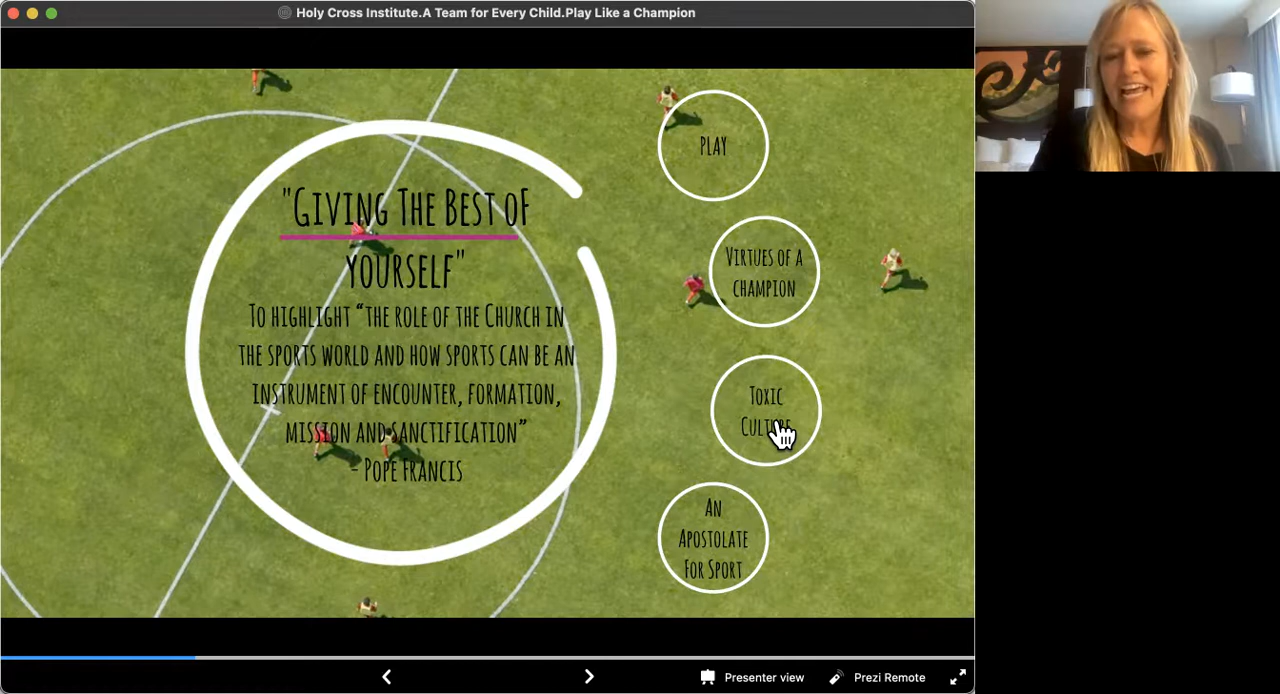 Holy Cross Institute.A Team for Every Child.Play Like a Champion
"Giving The Best of
yourself"
To highlight “the role of the Church in
the sports world and how sports can be an
instrument of encounter, formation,
mission and sanctification”
- Pope Francis
Play
Virtues of a
champion
Toxic
Culture
An
Apostolate
For Sport
Presenter view
Prezi Remote